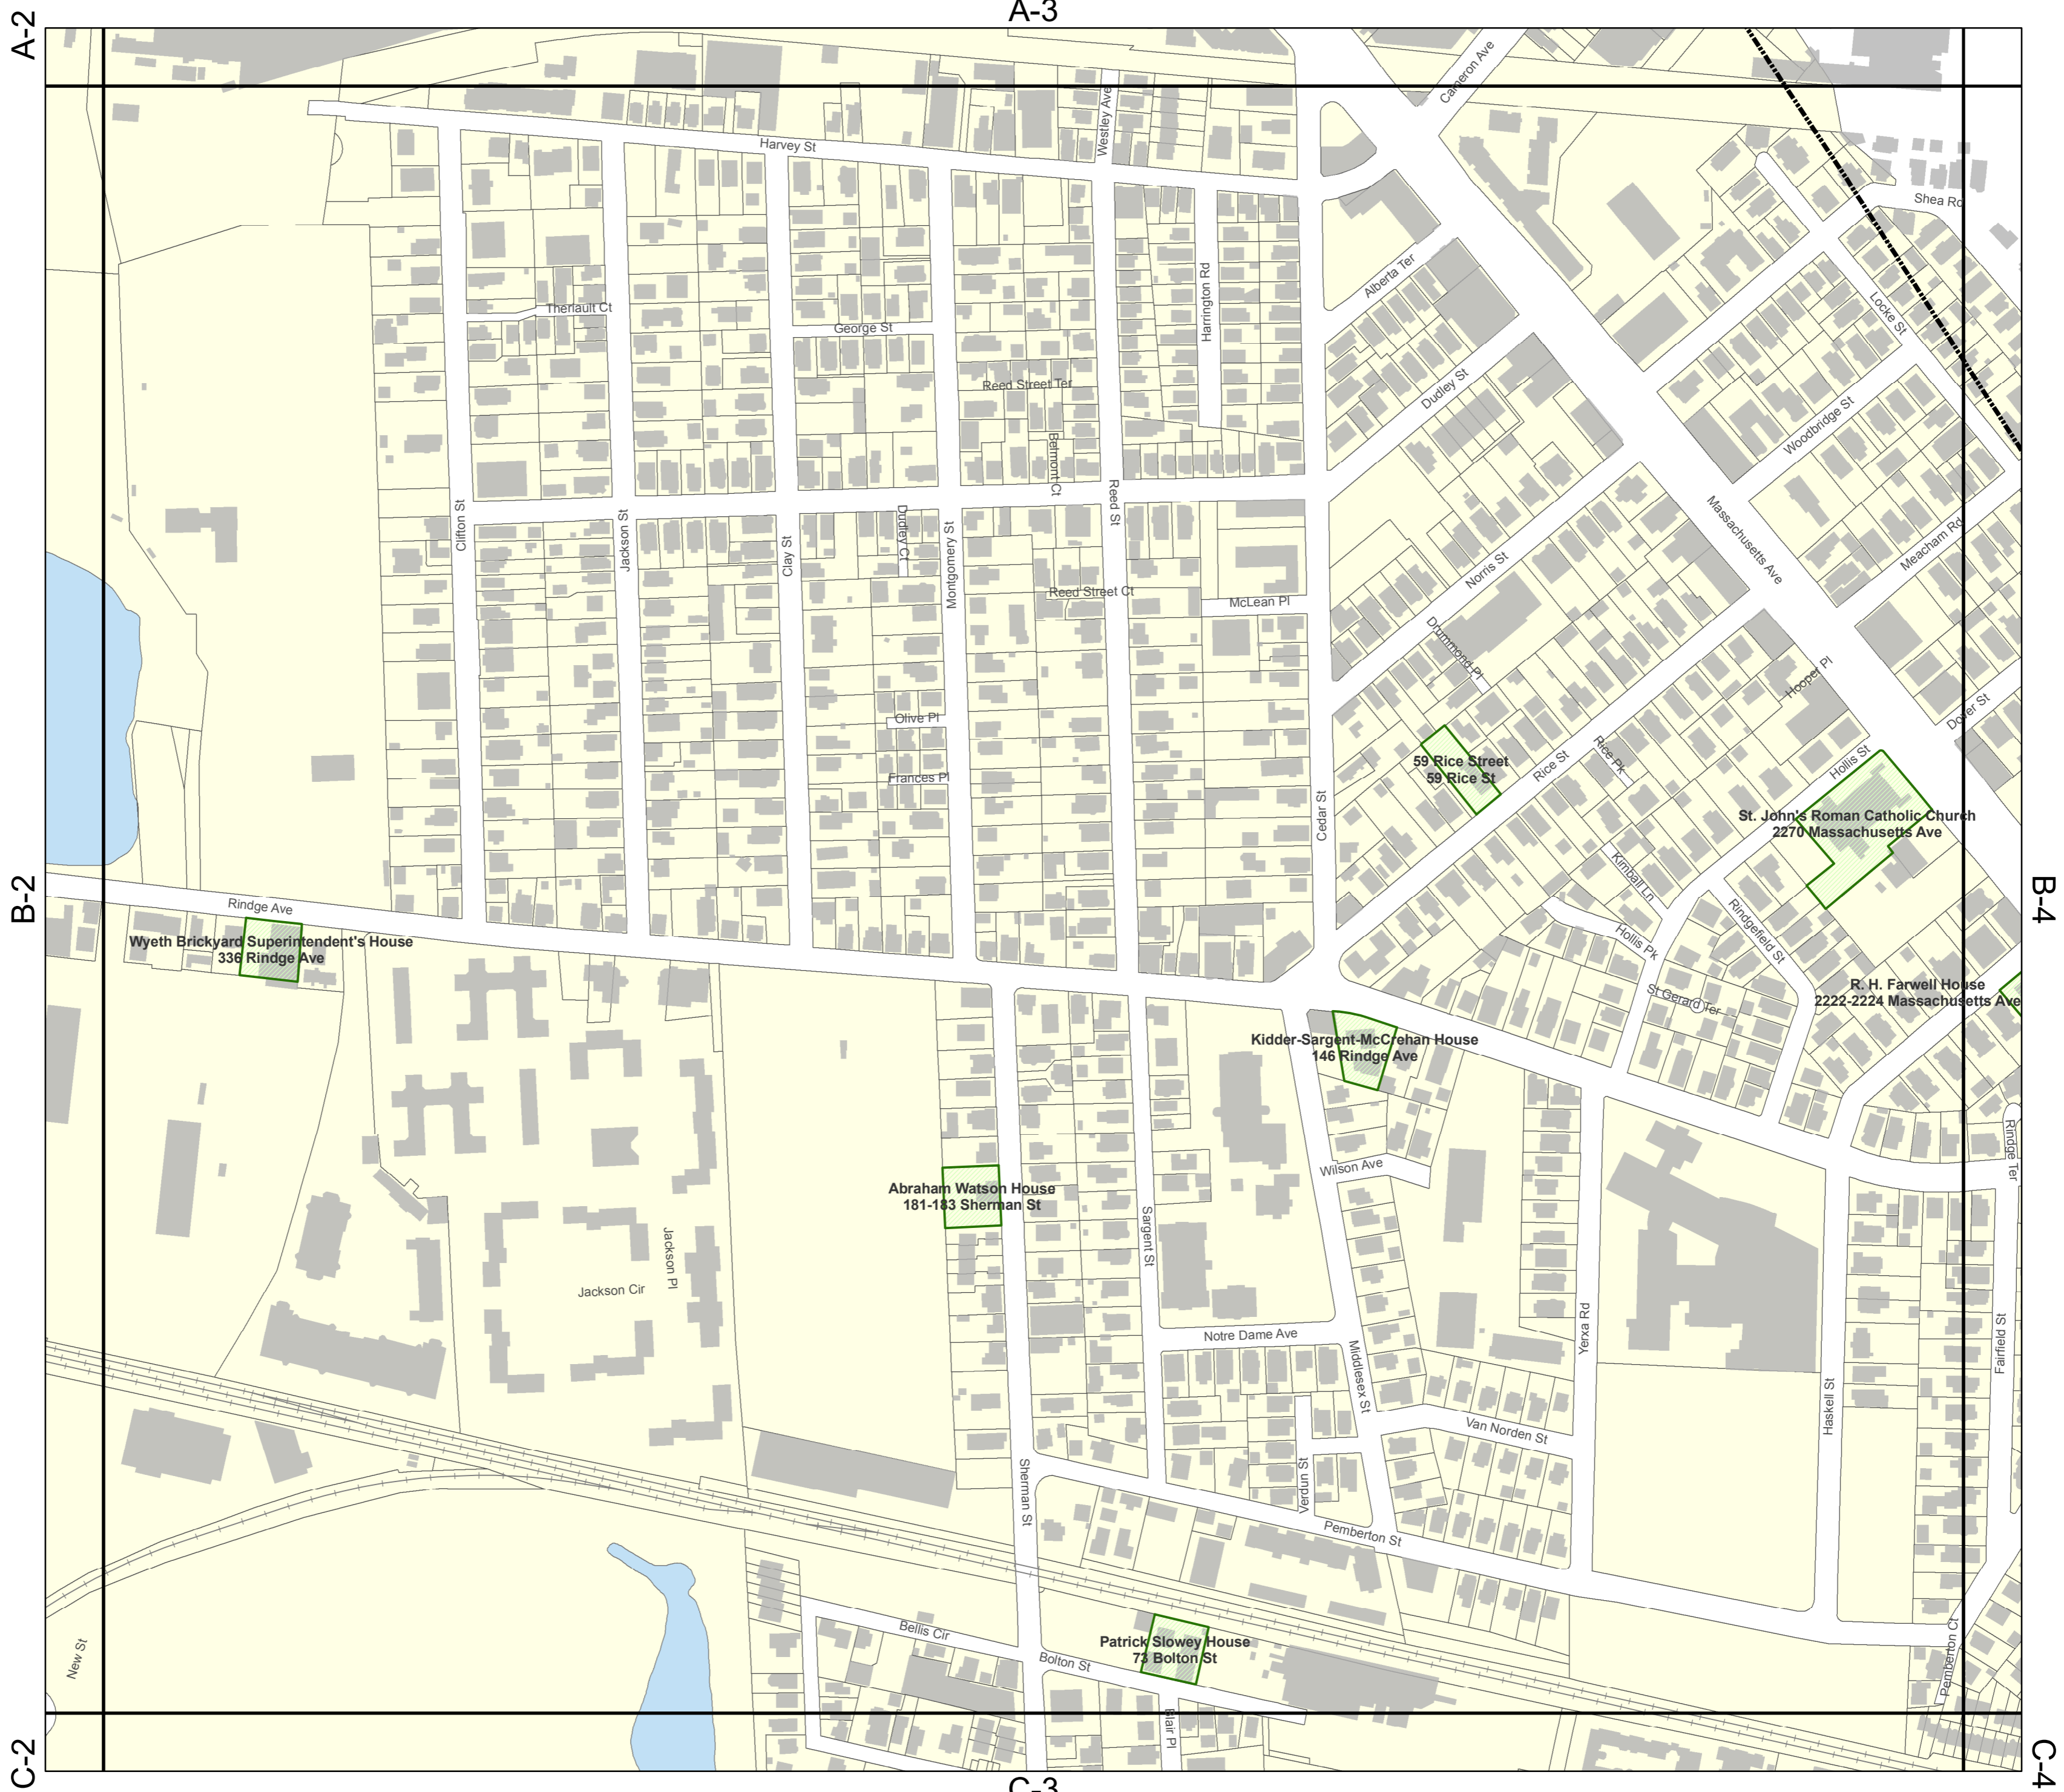 A-2
A-3
Cameron Ave
Westley Ave
Harvey St
Shea Rd
Alberta Ter
Harrington Rd
Theriault Ct
Locke St
George St
Reed Street Ter
Dudley St
Woodbridge St
Belmont Ct
Reed St
Clifton St
Jackson St
Clay St
Dudley Ct
Montgomery St
Massachusetts Ave
Meacham Rd
Norris St
Reed Street Ct
McLean Pl
Drummond Pl
Hooper Pl
Dover St
Olive Pl
Frances Pl
59 Rice Street
59 Rice St
Rice St
Rice Pk
Hollis St
Cedar St
St. John's Roman Catholic Church
2270 Massachusetts Ave
Kimball Ln
B-2
B-4
Rindge Ave
Wyeth Brickyard Superintendent's House
336 Rindge Ave
Hollis Pk
Rindgefield St
St Gerard Ter
R. H. Farwell House
2222-2224 Massachusetts Ave
Kidder-Sargent-McCrehan House
146 Rindge Ave
Rindge Ter
Wilson Ave
Abraham Watson House
181-183 Sherman St
Sargent St
Jackson Pl
Jackson Cir
Notre Dame Ave
Middlesex St
Yerxa Rd
Fairfield St
Haskell St
Van Norden St
Sherman St
Verdun St
Pemberton St
New St
Bellis Cir
Bolton St
Patrick Slowey House
73 Bolton St
Pemberton Ct
Blair Pl
C-2
C-3
C-4